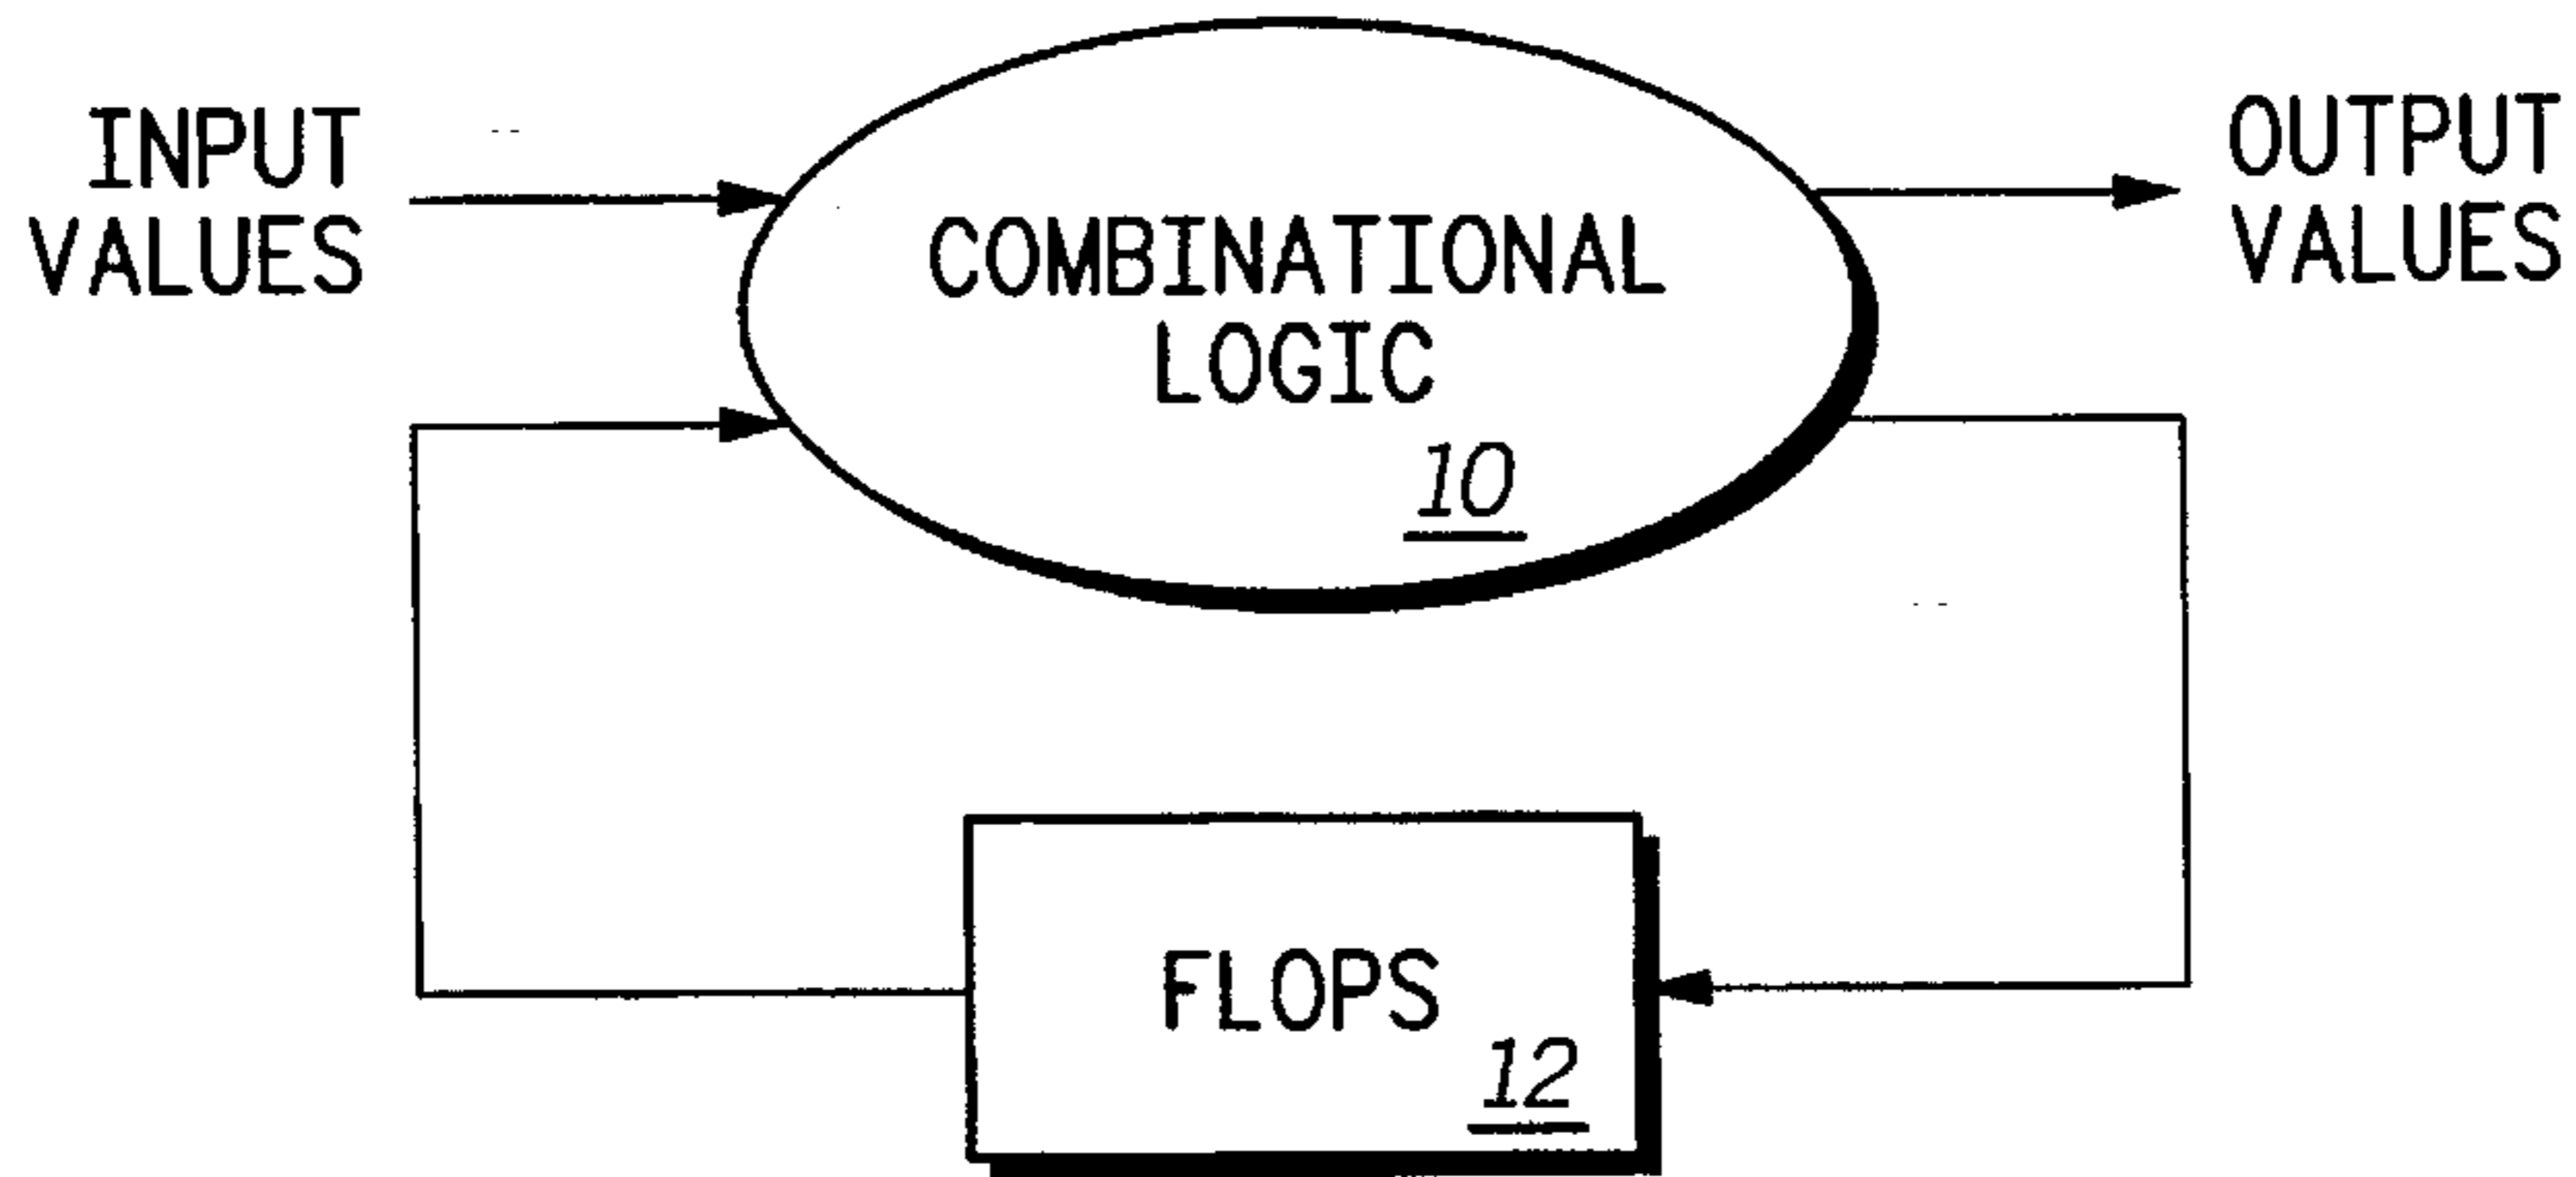 INPUT
VALUES
COMBINATIONAL
LOGIC
10
OUTPUT
VALUES
FLOPS
12